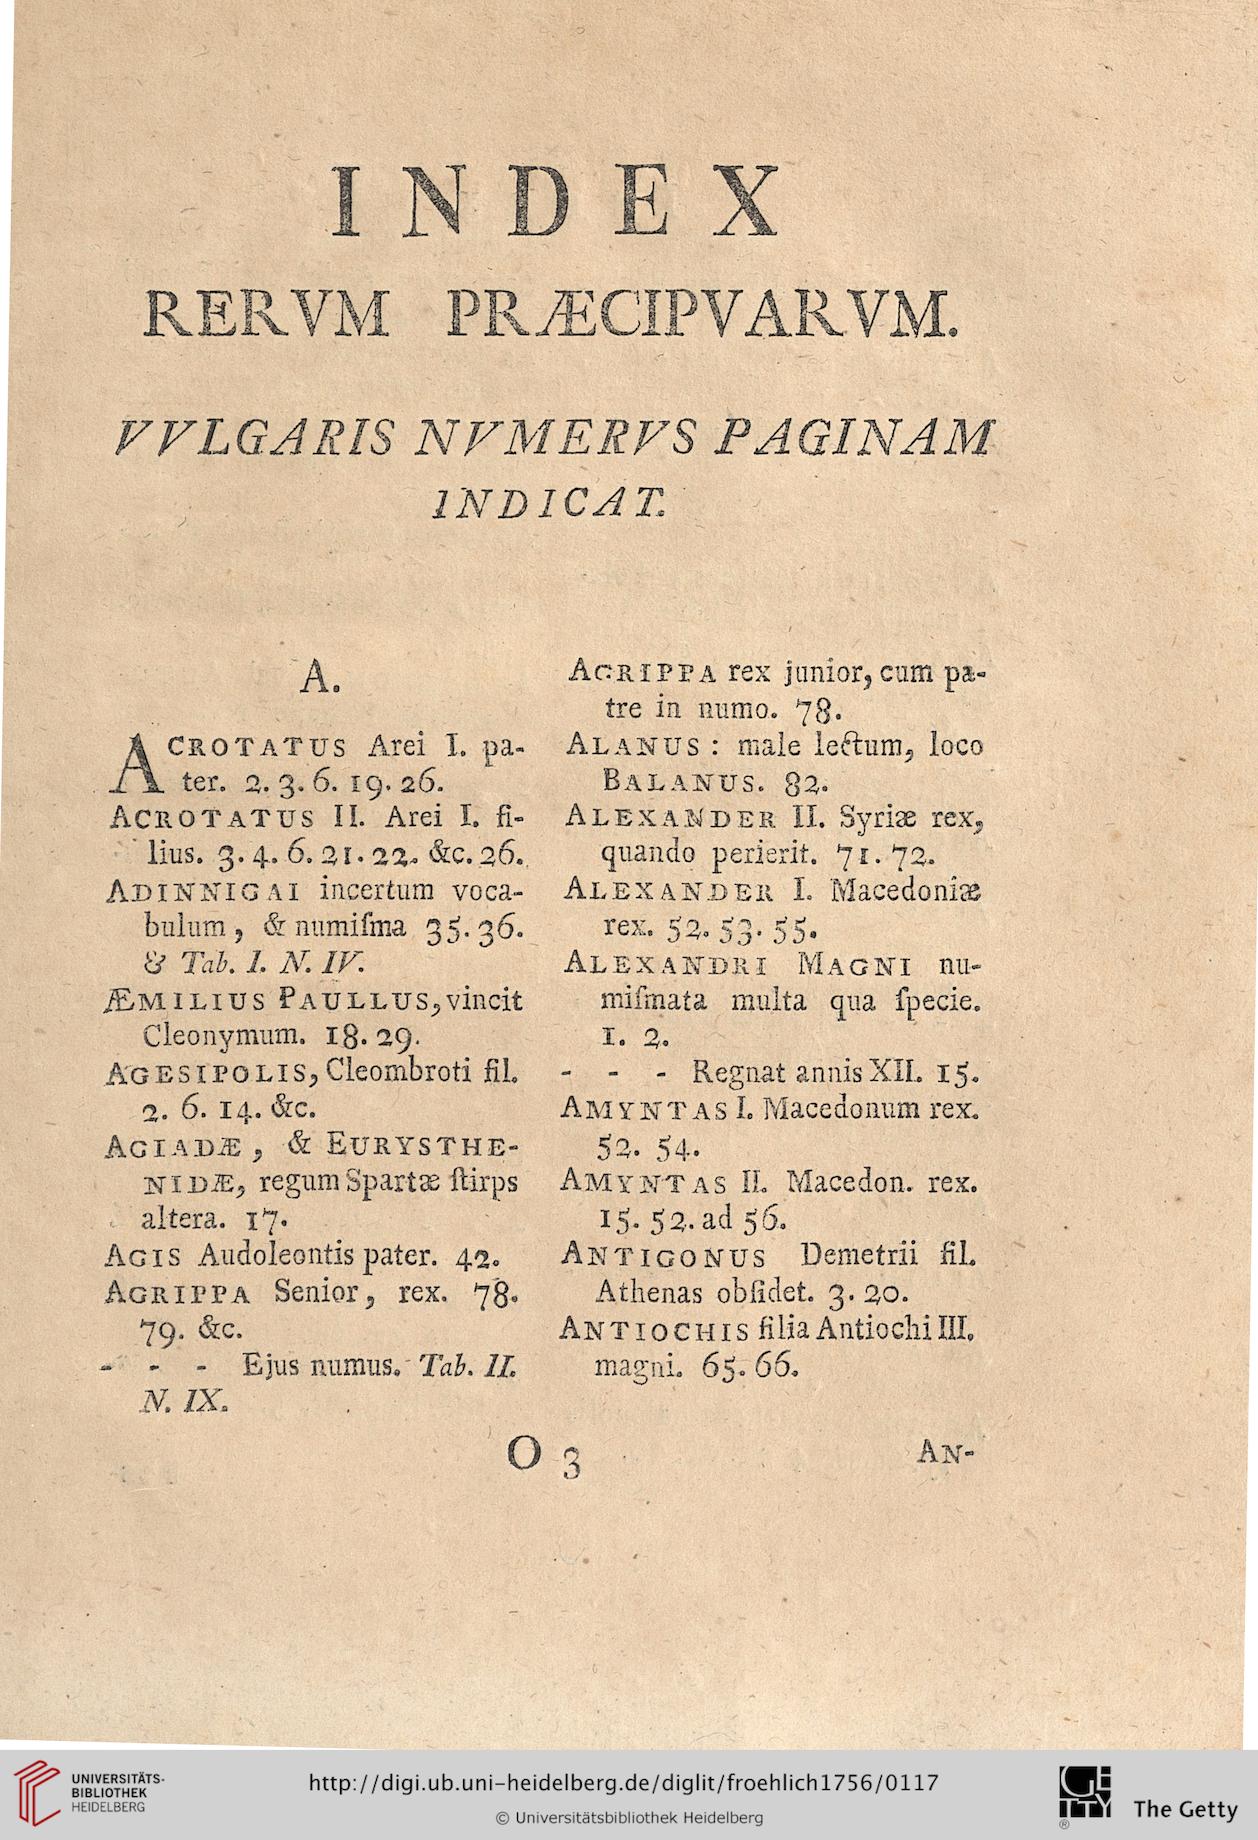 INDEX
RERVM PRÆCIPVARVM.
VVLGARIS NVMERVS PAGINAM
INDICAT.
A.
ACROTATUS Arei I. pa-
ter. 2. 3. 6. 19. 26.
ACROTATUS II. Arei I. fi-
lius. 3. 4. 6. 21. 22. &c. 26.
ADINNIGAI incertum voca-
bulum, & numiſma 35. 36.
& Tab. I. N. IV.
ÆMILIUS PAULLUS, vincit
Cleonymum. 18. 29.
AGESIPOLIS, Cleombroti fil.
2. 6. 14. &c.
AGIADÆ, & EURYSTHE-
NIDÆ, regum Spartæ ſtirps
altera. 17.
AGIS Audoleontis pater. 42.
AGRIPPA Senior, rex. 78.
79. &c.
- - - Ejus numus. Tab. II.
N. IX.
AGRIPPA rex junior, cum pa-
tre in numo. 78.
ALANUS: male lectum, loco
BALANUS. 82.
ALEXANDER II. Syriæ rex,
quando perierit. 71. 72.
ALEXANDER I. Macedoniæ
rex. 52. 53. 55.
ALEXANDRI MAGNI nu-
miſmata multa qua ſpecie.
1. 2.
- - - Regnat annis XII. 15.
AMYNTAS I. Macedonum rex.
52. 54.
AMYNTAS II. Macedon. rex.
15. 52. ad 56.
ANTIGONUS Demetrii fil.
Athenas obſidet. 3. 20.
ANTIOCHIS filia Antiochi III.
magni. 65. 66.
O 3
AN-
UNIVERSITÄTS-
BIBLIOTHEK
HEIDELBERG
http://digi.ub.uni-heidelberg.de/diglit/froehlich1756/0117
© Universitätsbibliothek Heidelberg
GETTY
®
The Getty